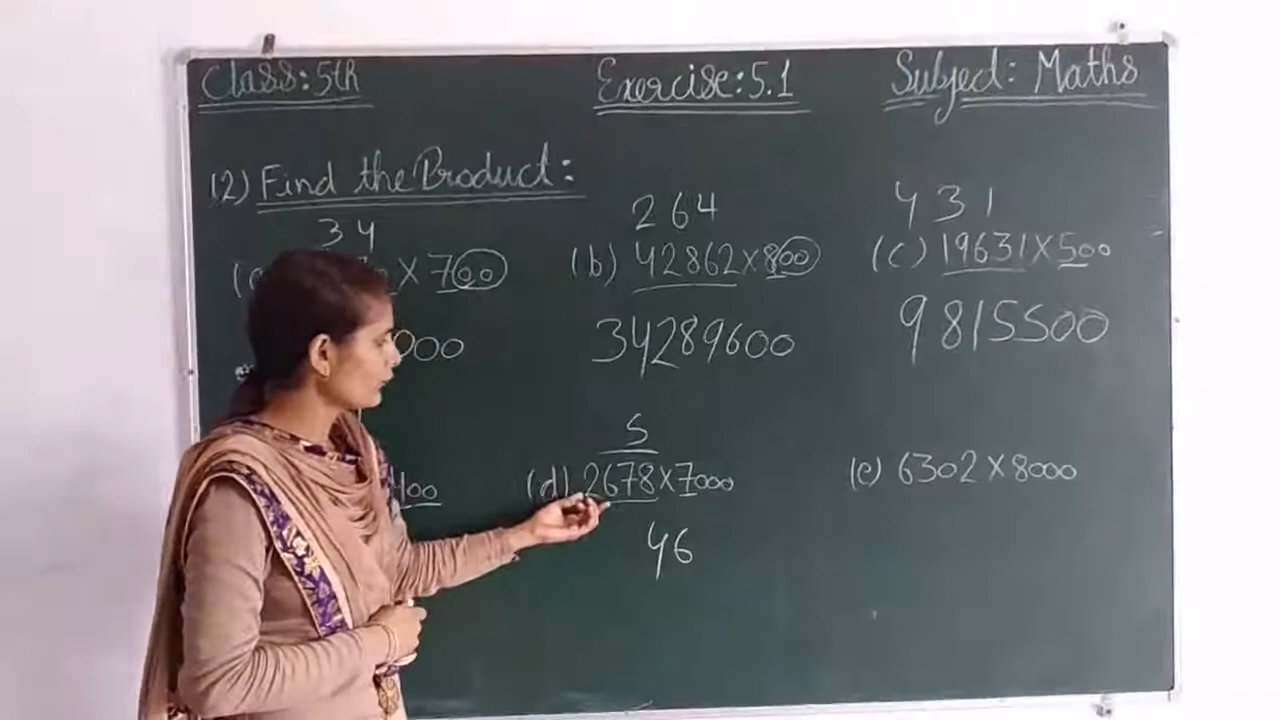 Class: 5th Exercise: 5.1 Subject: Maths
12) Find the Product:
34 264 431
× 700 (b) 42862×800 (c) 19631×500
000 34289600 9815500
5
400 (d) 2678×7000 (e) 6302×8000
46